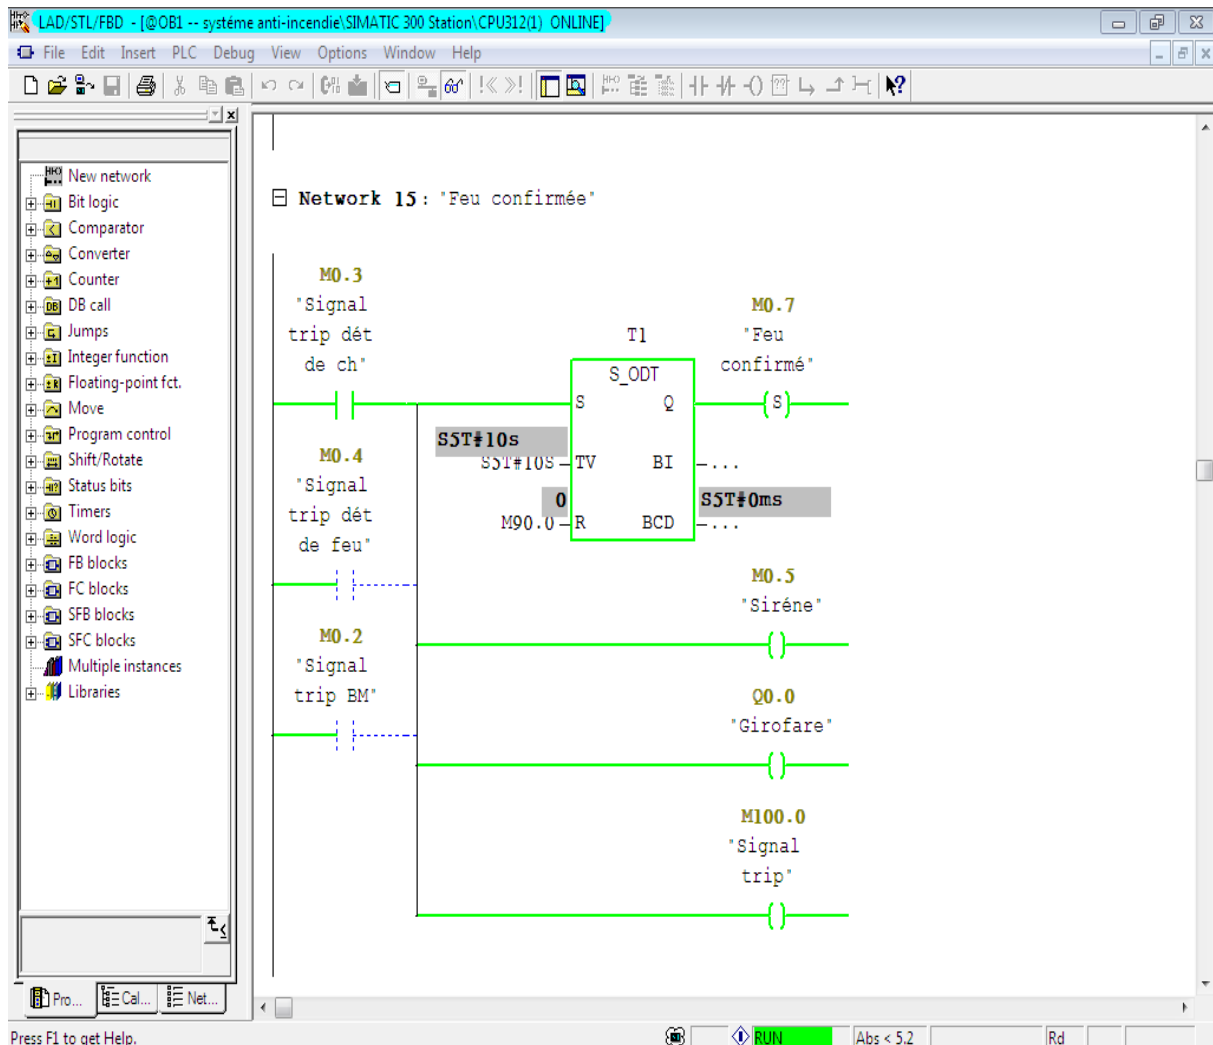 LAD/STL/FBD - [@OB1 -- systéme anti-incendie\SIMATIC 300 Station\CPU312(1) ONLINE]
File Edit Insert PLC Debug View Options Window Help
New network
Bit logic
Comparator
Converter
Counter
DB call
Jumps
Integer function
Floating-point fct.
Move
Program control
Shift/Rotate
Status bits
Timers
Word logic
FB blocks
FC blocks
SFB blocks
SFC blocks
Multiple instances
Libraries
Pro... Cal... Net...
Network 15: "Feu confirmée"
M0.3
"Signal
trip dét
de ch"
M0.4
"Signal
trip dét
de feu"
M0.2
"Signal
trip BM"
T1
S_ODT
S Q
S5T#10s
S5T#10S TV BI ...
0 S5T#0ms
M90.0 R BCD ...
M0.7
"Feu
confirmé"
(S)
M0.5
"Siréne"
Q0.0
"Girofare"
M100.0
"Signal
trip"
Press F1 to get Help. RUN Abs < 5.2 Rd